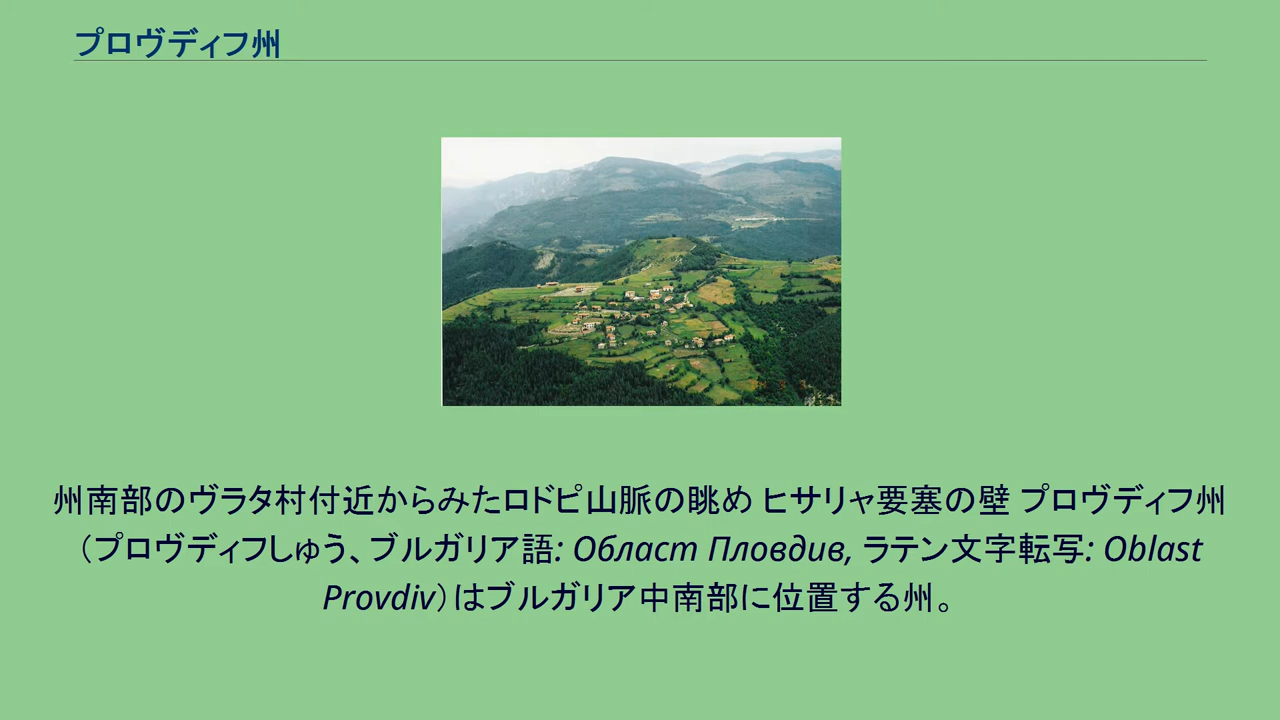 プロヴディフ州
州南部のヴラタ村付近からみたロドピ山脈の眺め ヒサリャ要塞の壁 プロヴディフ州
（プロヴディフしゅう、ブルガリア語: Област Пловдив, ラテン文字転写: Oblast
Provdiv）はブルガリア中南部に位置する州。